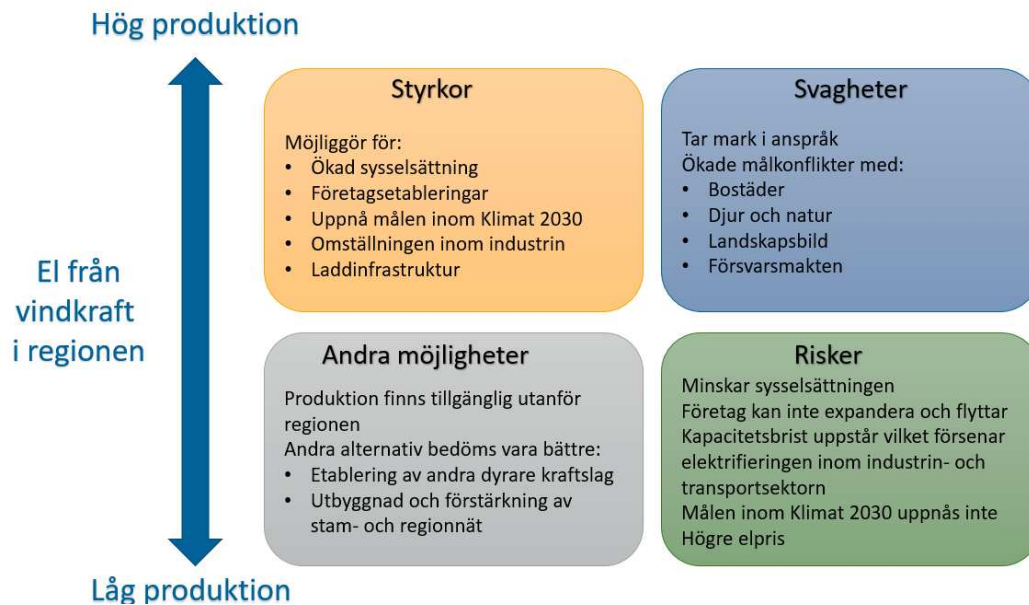 Hög produktion
Styrkor
Möjliggör för:
• Ökad sysselsättning
• Företagsetableringar
• Uppnå målen inom Klimat 2030
• Omställningen inom industrin
• Laddinfrastruktur
Svagheter
Tar mark i anspråk
Ökade målkonflikter med:
• Bostäder
• Djur och natur
• Landskapsbild
• Försvarsmakten
El från
vindkraft
i regionen
Andra möjligheter
Produktion finns tillgänglig utanför
regionen
Andra alternativ bedöms vara bättre:
• Etablering av andra dyrare kraftslag
• Utbyggnad och förstärkning av
stam- och regionnät
Risker
Minskar sysselsättningen
Företag kan inte expandera och flyttar
Kapacitetsbrist uppstår vilket försenar
elektrifieringen inom industrin- och
transportsektorn
Målen inom Klimat 2030 uppnås inte
Högre elpris
Låg produktion